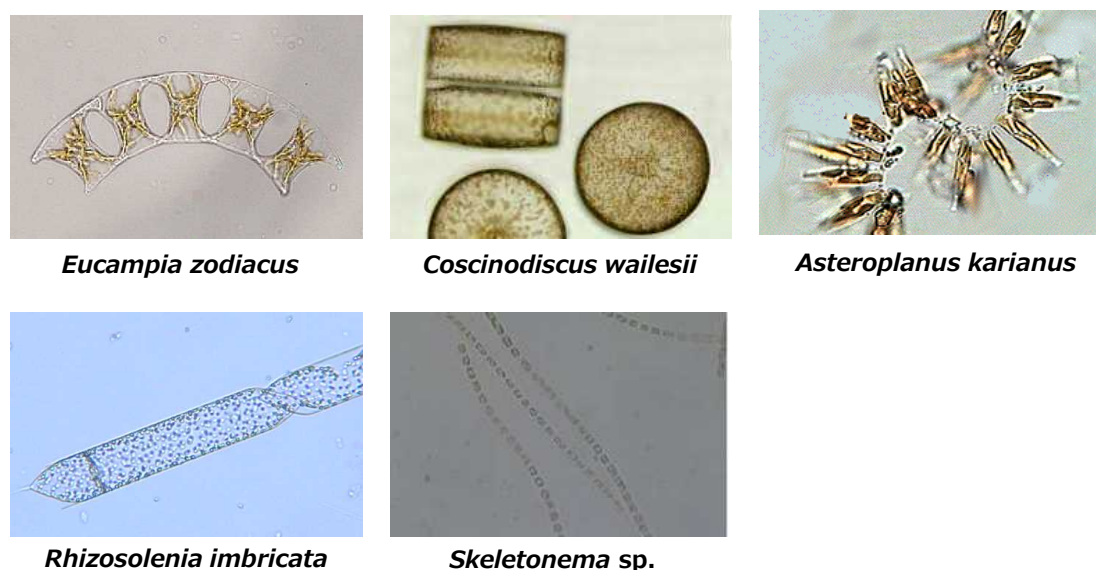 Eucampia zodiacus
Coscinodiscus wailesii
Asteroplanus karianus
Rhizosolenia imbricata
Skeletonema sp.